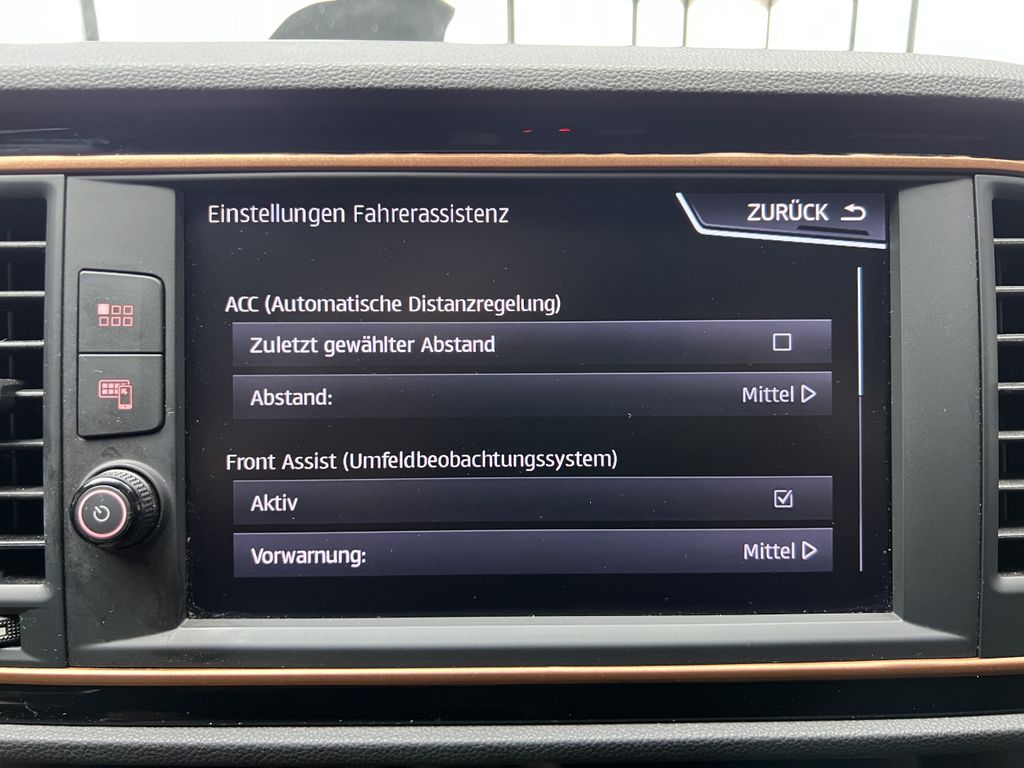 Einstellungen Fahrerassistenz
ZURÜCK
ACC (Automatische Distanzregelung)
Zuletzt gewählter Abstand
Abstand: Mittel
Front Assist (Umfeldbeobachtungssystem)
Aktiv
Vorwarnung: Mittel